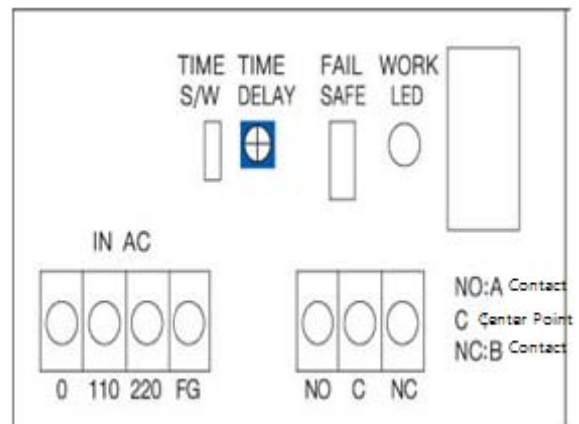 TIME TIME FAIL WORK
S/W DELAY SAFE LED
IN AC
NO:A Contact
C Center Point
NC:B Contact
0 110 220 FG NO C NC